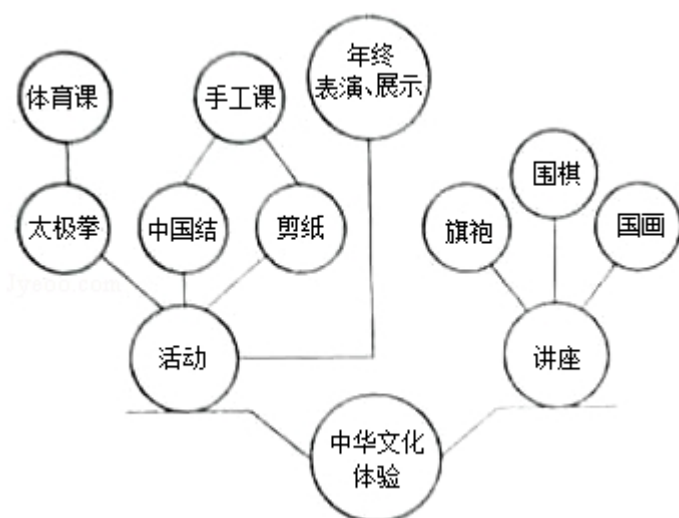 年终
表演、展示
体育课
手工课
围棋
太极拳
中国结
剪纸
旗袍
国画
活动
讲座
中华文化
体验